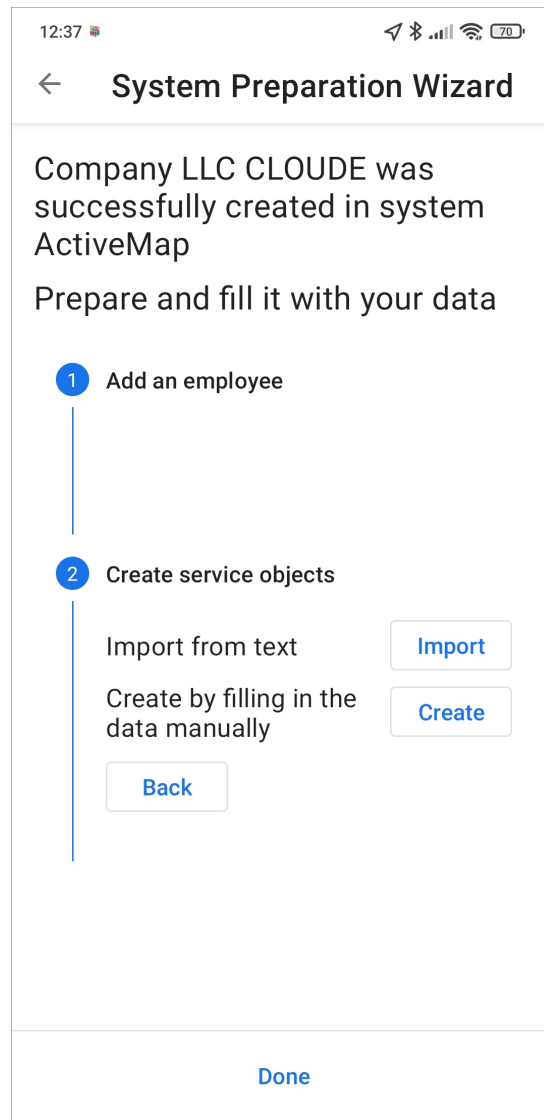 12:37
70
System Preparation Wizard
Company LLC CLOUDE was
successfully created in system
ActiveMap
Prepare and fill it with your data
1 Add an employee
2 Create service objects
Import from text Import
Create by filling in the
data manually Create
Back
Done